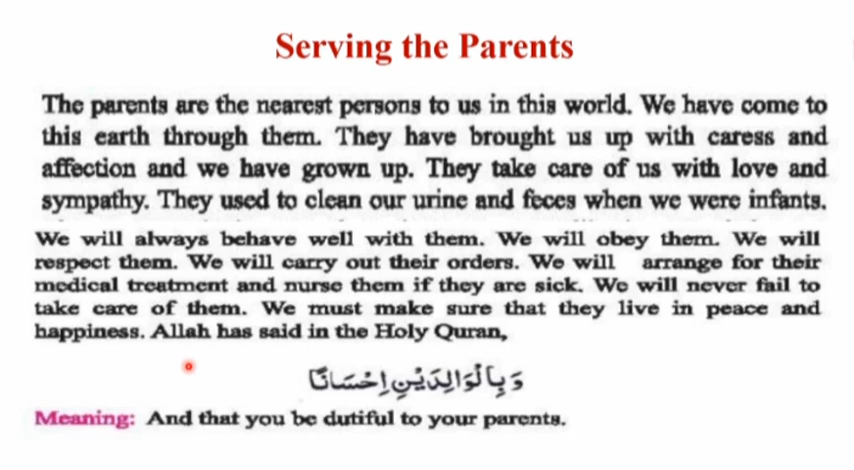 Serving the Parents
The parents are the nearest persons to us in this world. We have come to
this earth through them. They have brought us up with caress and
affection and we have grown up. They take care of us with love and
sympathy. They used to clean our urine and feces when we were infants.
We will always behave well with them. We will obey them. We will
respect them. We will carry out their orders. We will arrange for their
medical treatment and nurse them if they are sick. We will never fail to
take care of them. We must make sure that they live in peace and
happiness. Allah has said in the Holy Quran,
وَبِالْوَالِدَيْنِ اِحْسَانًا
Meaning: And that you be dutiful to your parents.